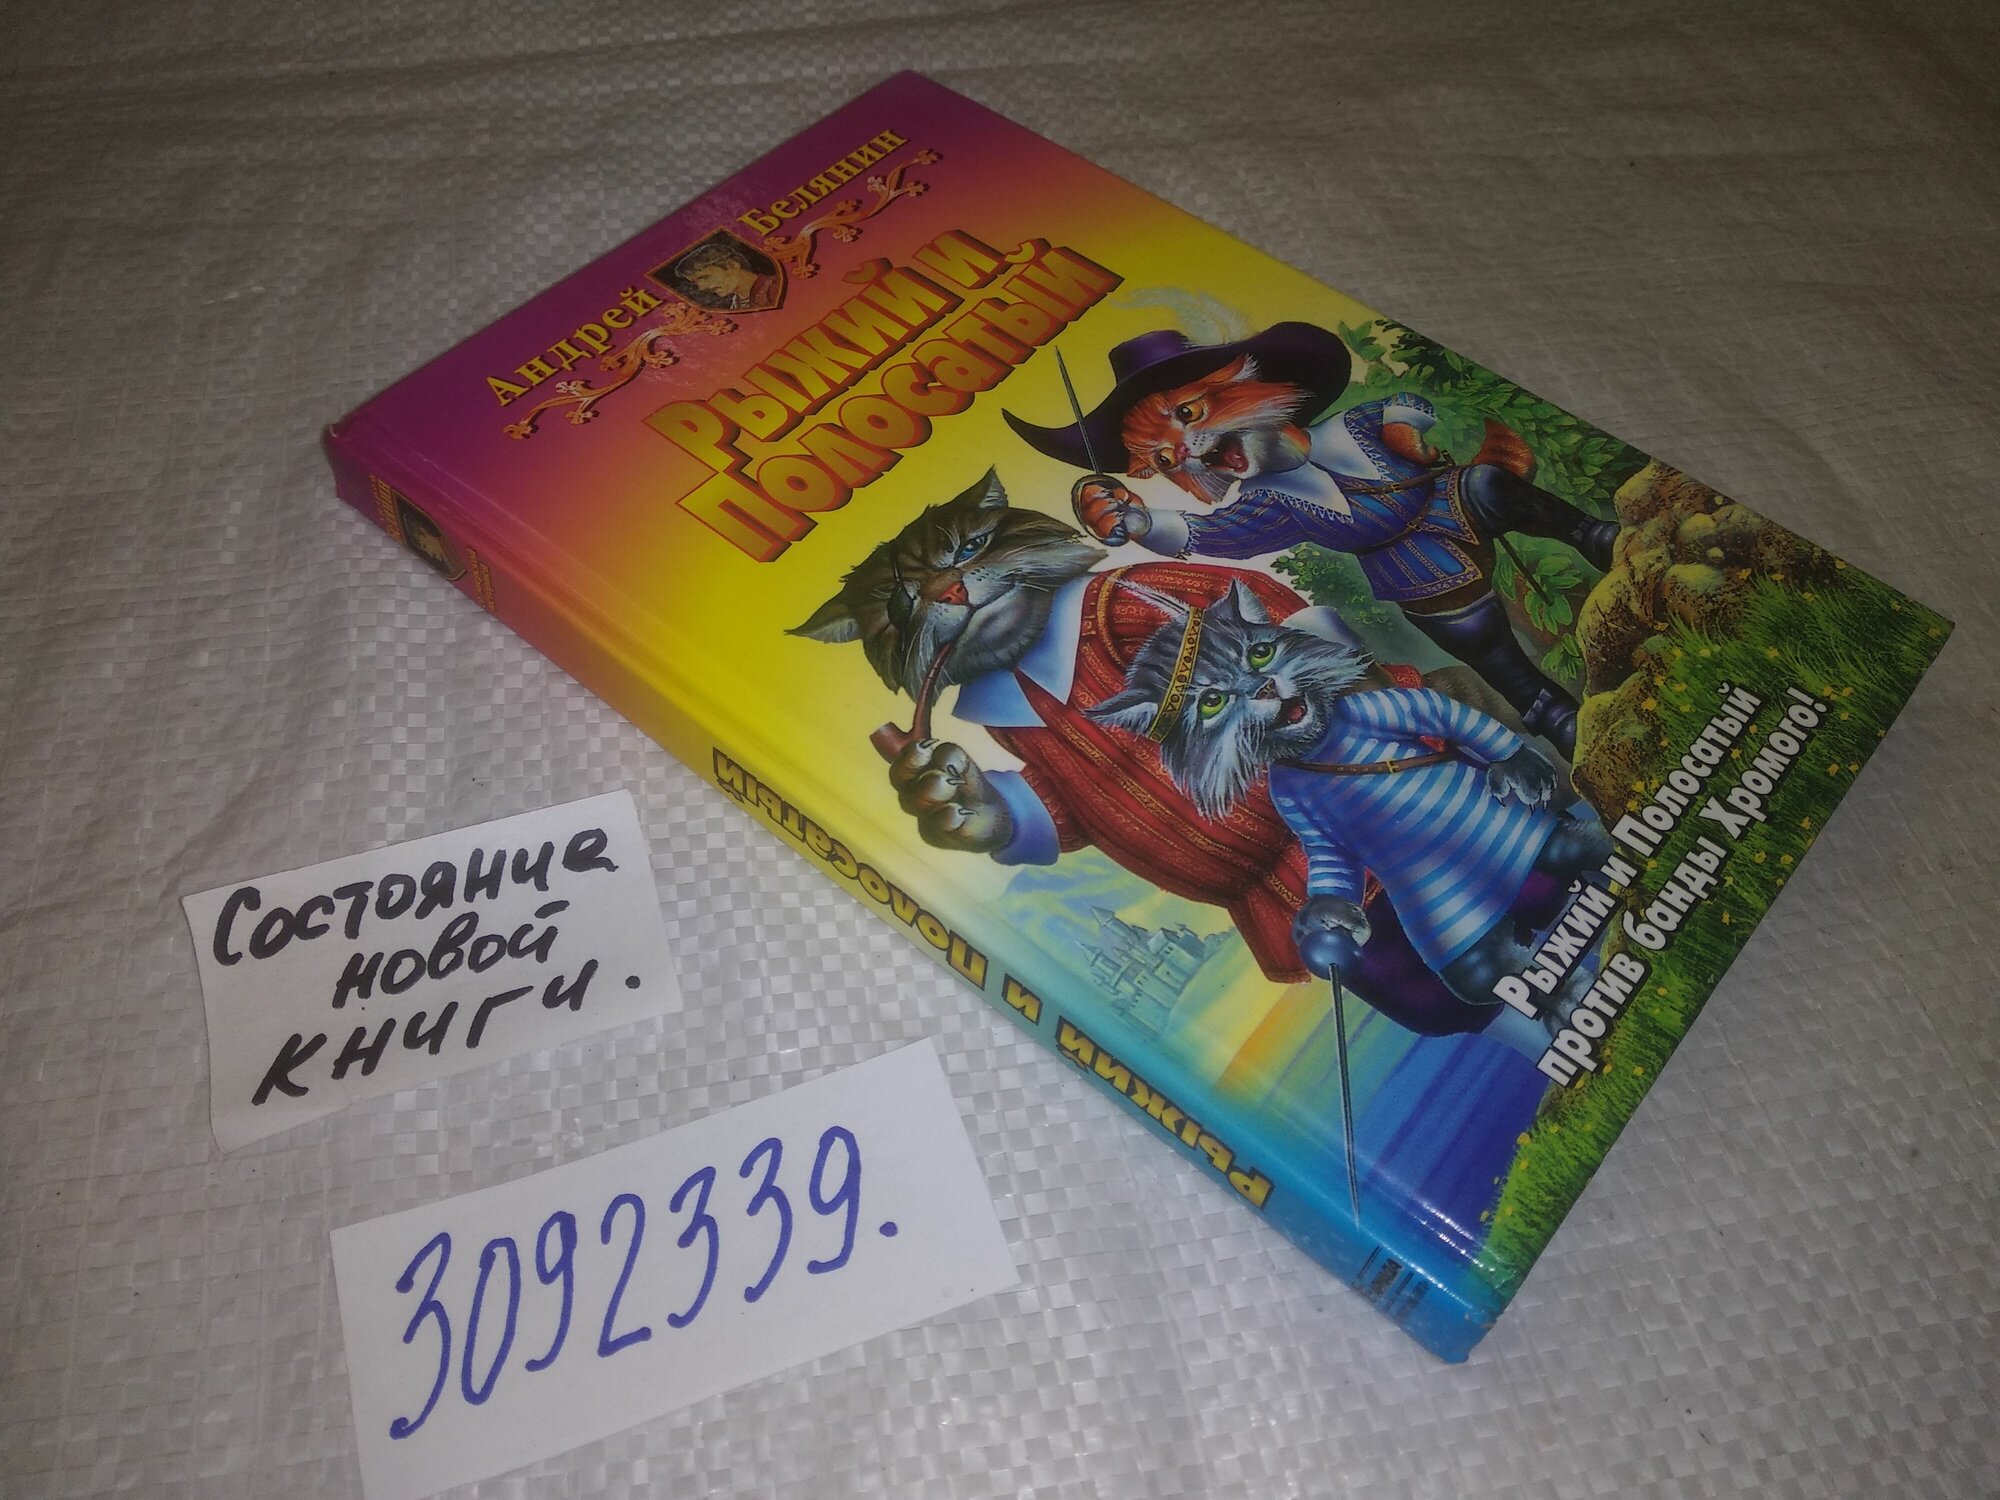 Андрей Белянин
Рыжий и
Полосатый
Рыжий и Полосатый
против банды Хромого!
Рыжий и Полосатый
Состояние
новой
книги.
3092339.